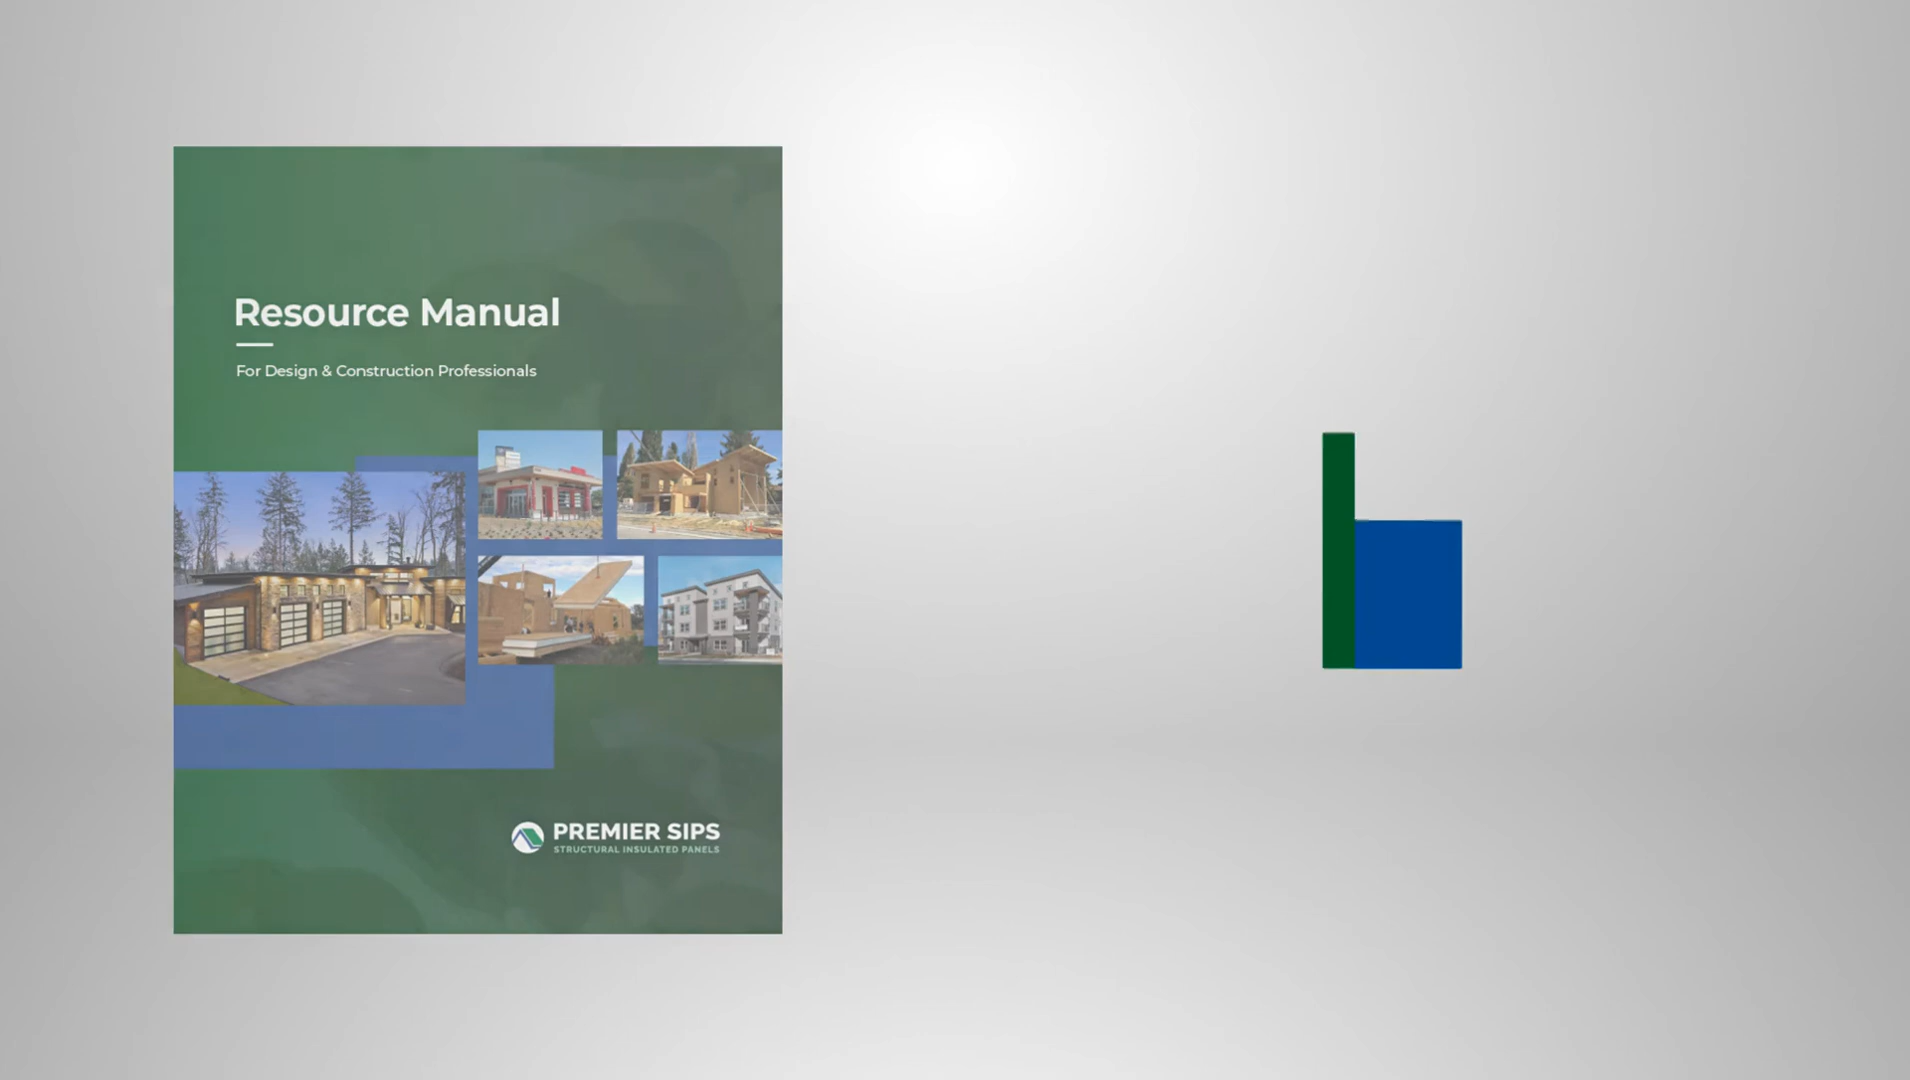 Resource Manual
For Design & Construction Professionals
PREMIER SIPS
STRUCTURAL INSULATED PANELS